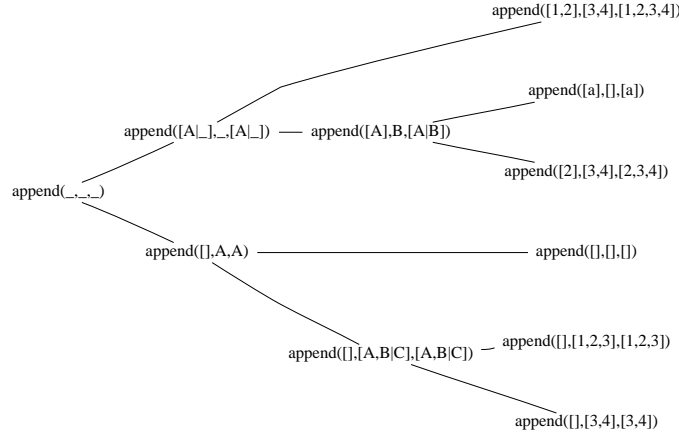 append([1,2],[3,4],[1,2,3,4])
append([a],[],[a])
append([A|_],_,[A|_])
append([A],B,[A|B])
append([2],[3,4],[2,3,4])
append(_,_,_)
append([],A,A)
append([],[],[])
append([],[1,2,3],[1,2,3])
append([],[A,B|C],[A,B|C])
append([],[3,4],[3,4])